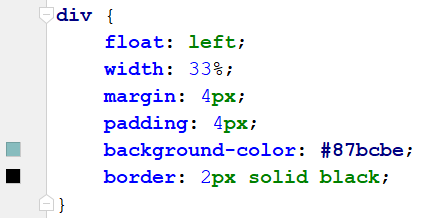 div {
float: left;
width: 33%;
margin: 4px;
padding: 4px;
background-color: #87bcbe;
border: 2px solid black;
}